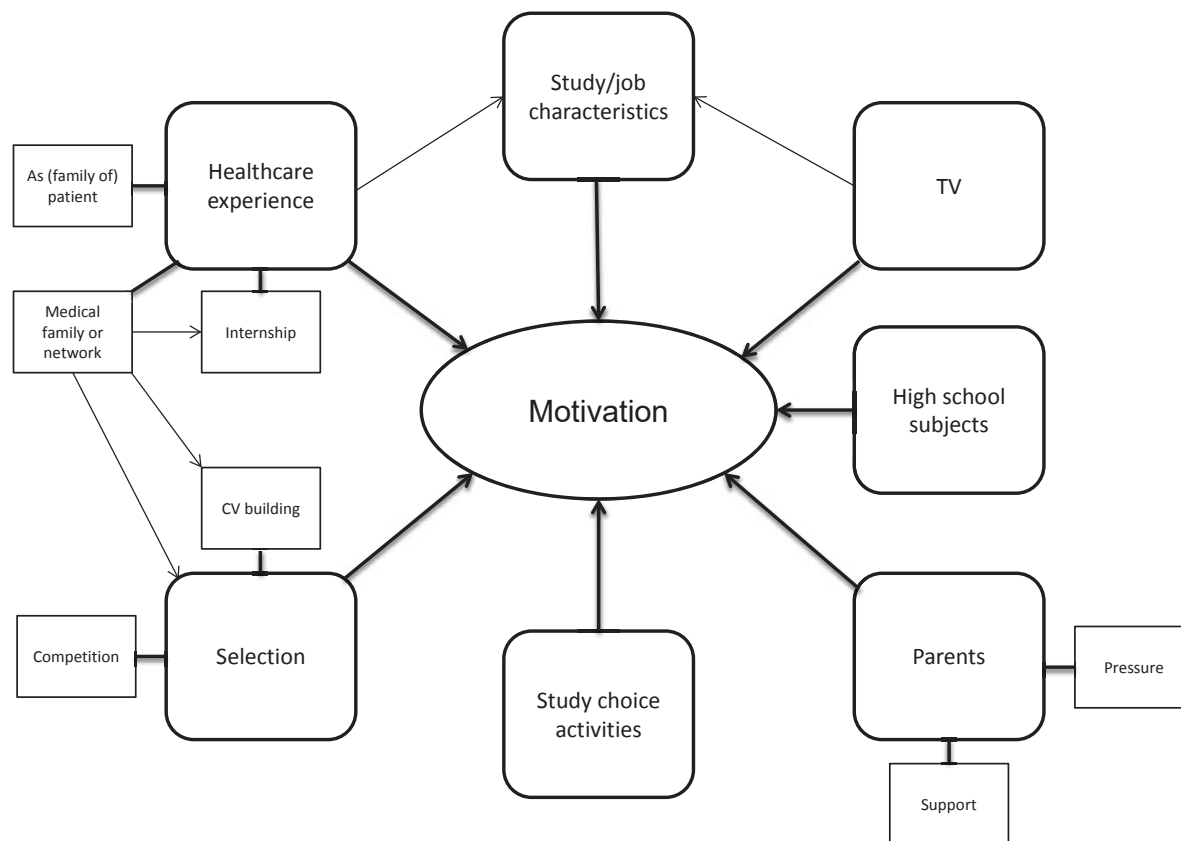 Study/job
characteristics
Healthcare
experience
As (family of)
patient
TV
Medical
family or
network
Internship
High school
subjects
Motivation
CV building
Competition
Selection
Study choice
activities
Parents
Pressure
Support